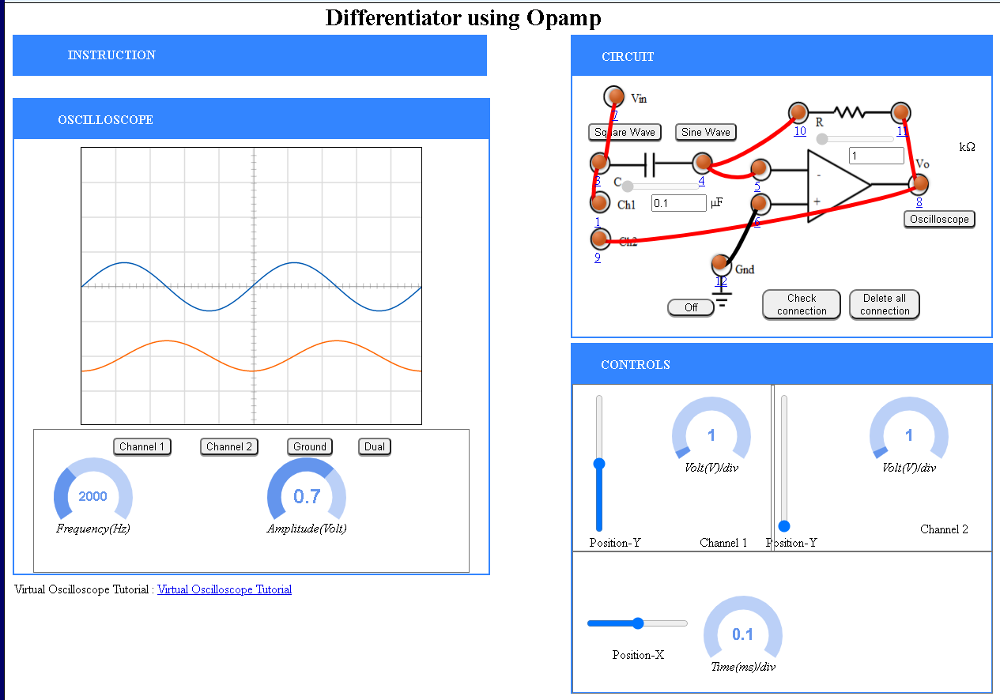 Differentiator using Opamp
INSTRUCTION
OSCILLOSCOPE
Channel 1
Channel 2
Ground
Dual
2000
Frequency(Hz)
0.7
Amplitude(Volt)
Virtual Oscilloscope Tutorial : Virtual Oscilloscope Tutorial
CIRCUIT
Vin
7
Square Wave
Sine Wave
10
R
11
1
kΩ
3
C
4
5
Vo
8
Ch1
0.1
μF
-
+
1
6
Oscilloscope
Ch2
9
Gnd
12
Off
Check
connection
Delete all
connection
CONTROLS
1
Volt(V)/div
Position-Y
Channel 1
1
Volt(V)/div
Position-Y
Channel 2
Position-X
0.1
Time(ms)/div